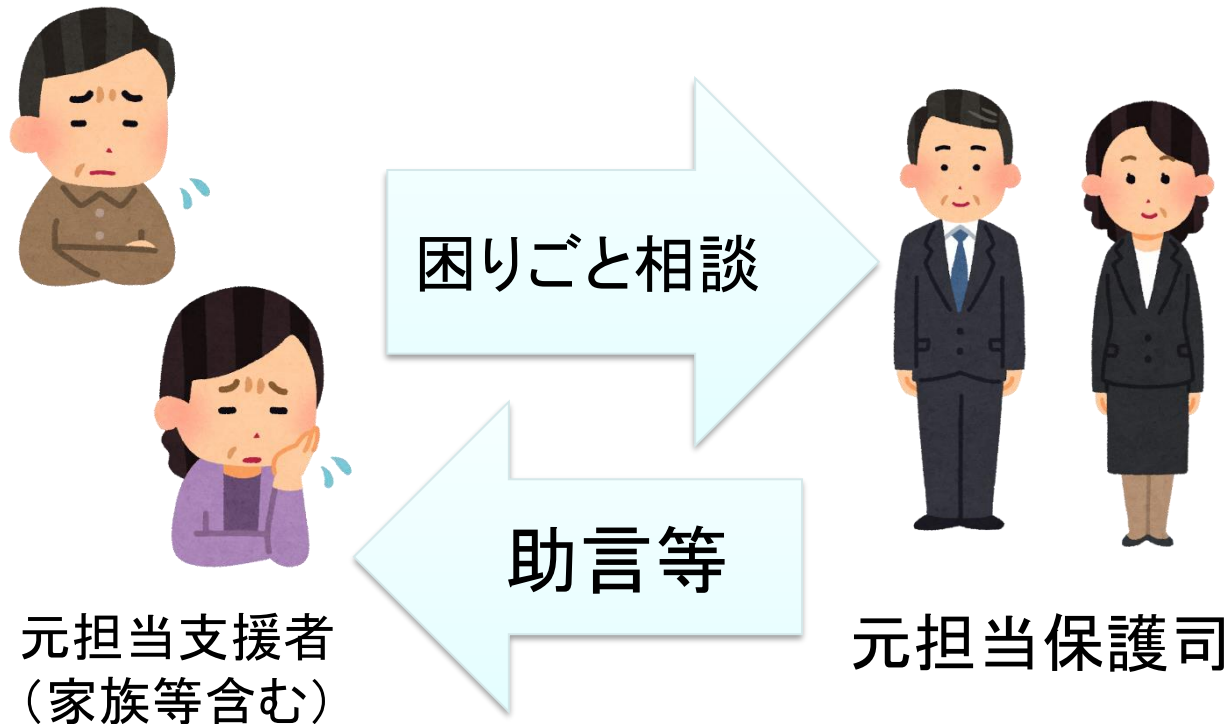 困りごと相談
助言等
元担当支援者
（家族等含む）
元担当保護司